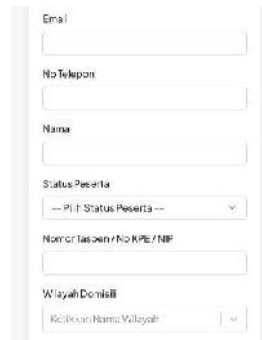 Email
No Telepon
Nama
Status Peserta
-- Pilih Status Peserta --
Nomor Taspen / No KPE / NIP
Wilayah Domisili
Ketikkan Nama Wilayah